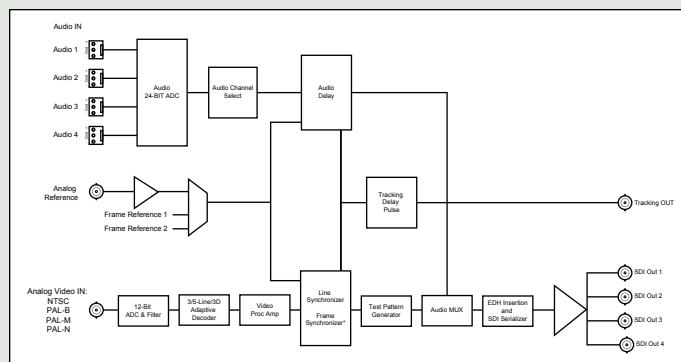 Audio IN
Audio 1
Audio 2
Audio 3
Audio 4
Audio
24-BIT ADC
Audio Channel
Select
Audio
Delay
Analog
Reference
Frame Reference 1
Frame Reference 2
Tracking
Delay
Pulse
Tracking OUT
Analog Video IN:
NTSC
PAL-B
PAL-M
PAL-N
12-Bit
ADC & Filter
3/5-Line/3D
Adaptive
Decoder
Video
Proc Amp
Line
Synchronizer
Frame
Synchronizer*
Test Pattern
Generator
Audio MUX
EDH Insertion
and
SDI Serializer
SDI Out 1
SDI Out 2
SDI Out 3
SDI Out 4